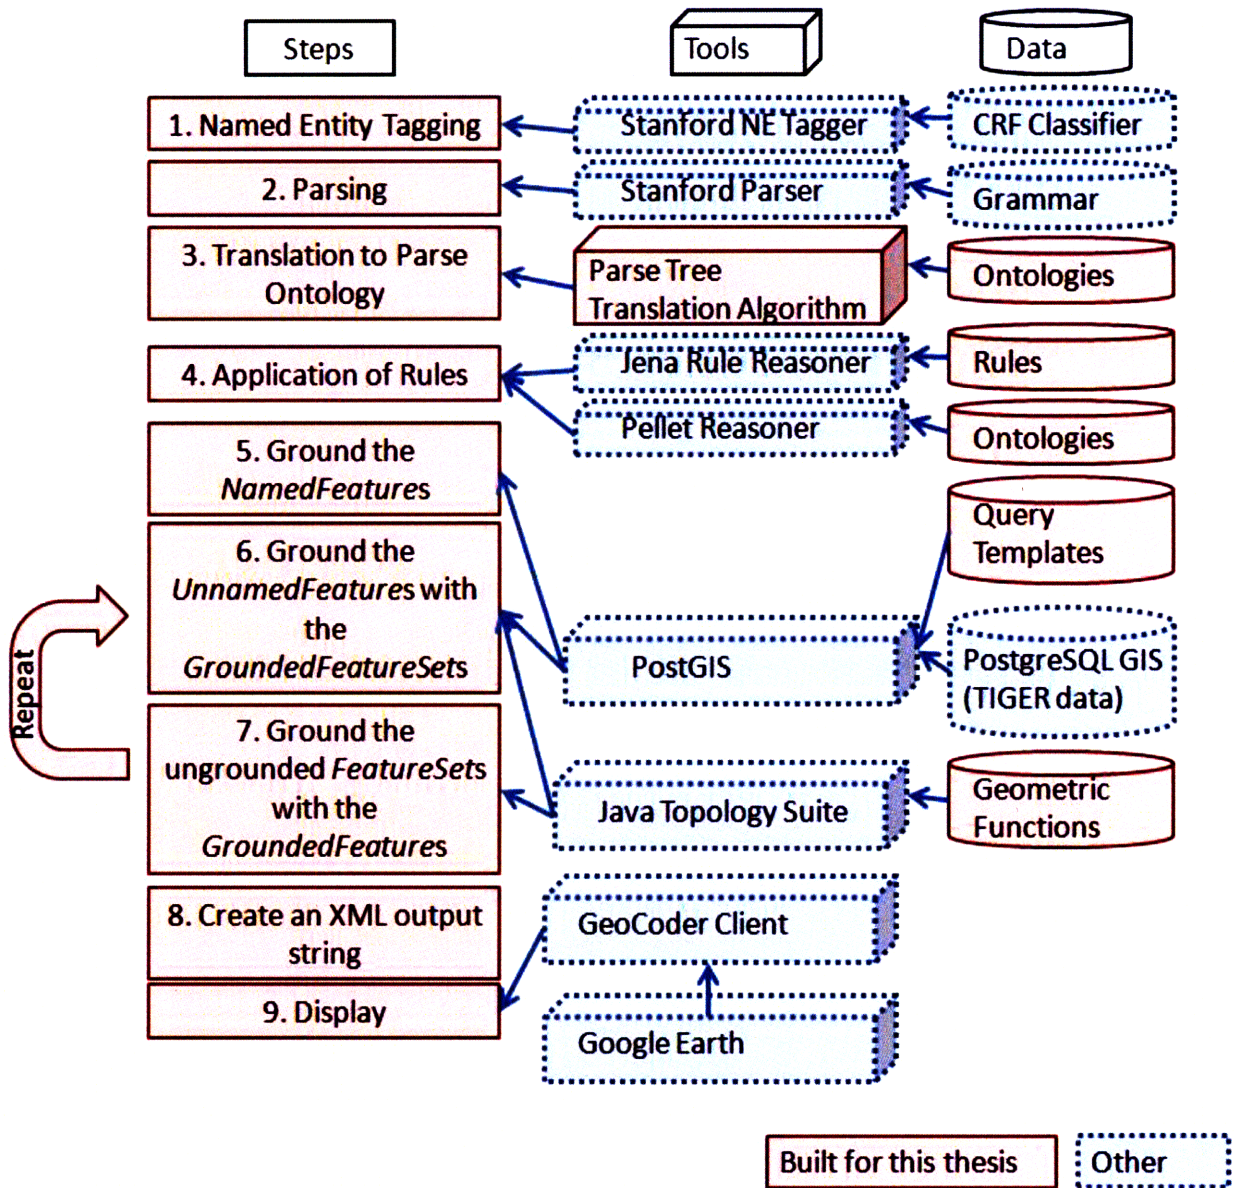 Steps
Tools
Data
1. Named Entity Tagging
Stanford NE Tagger
CRF Classifier
2. Parsing
Stanford Parser
Grammar
3. Translation to Parse
Ontology
Parse Tree
Translation Algorithm
Ontologies
4. Application of Rules
Jena Rule Reasoner
Rules
Pellet Reasoner
Ontologies
5. Ground the
NamedFeatures
Query
Templates
6. Ground the
UnnamedFeatures with
the
GroundedFeatureSets
PostGIS
PostgreSQL GIS
(TIGER data)
Repeat
7. Ground the
ungrounded FeatureSets
with the
GroundedFeatures
Java Topology Suite
Geometric
Functions
8. Create an XML output
string
GeoCoder Client
9. Display
Google Earth
Built for this thesis
Other